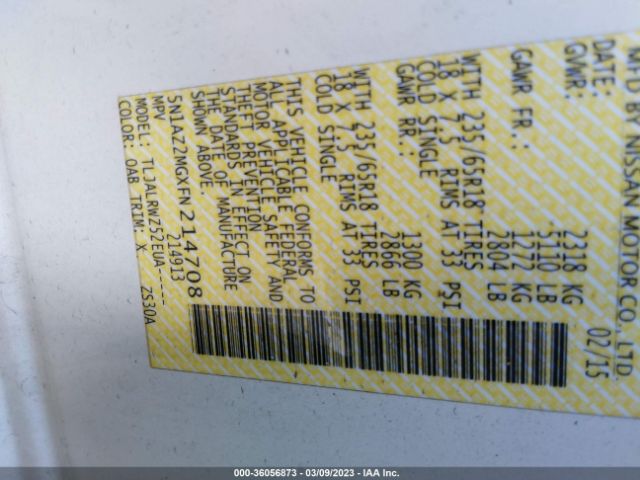 MFD BY NISSAN MOTOR CO., LTD.
DATE: 02/15
GVWR: 2318 KG
5110 LB
GAWR FR: 1272 KG
2804 LB
WITH 235/65R18 TIRES
18 X 7.5 RIMS AT 33 PSI
COLD SINGLE
GAWR RR: 1300 KG
2866 LB
WITH 235/65R18 TIRES
18 X 7.5 RIMS AT 33 PSI
COLD SINGLE
THIS VEHICLE CONFORMS TO
ALL APPLICABLE FEDERAL
MOTOR VEHICLE SAFETY AND
THEFT PREVENTION
STANDARDS IN EFFECT ON
THE DATE OF MANUFACTURE
SHOWN ABOVE.
5N1AZ2MGXFN214708
MPV 214913
MODEL: TLJALRWZ52EUA-----
COLOR: QAB TRIM: X ZS30A
000-36056873 - 03/09/2023 - IAA Inc.